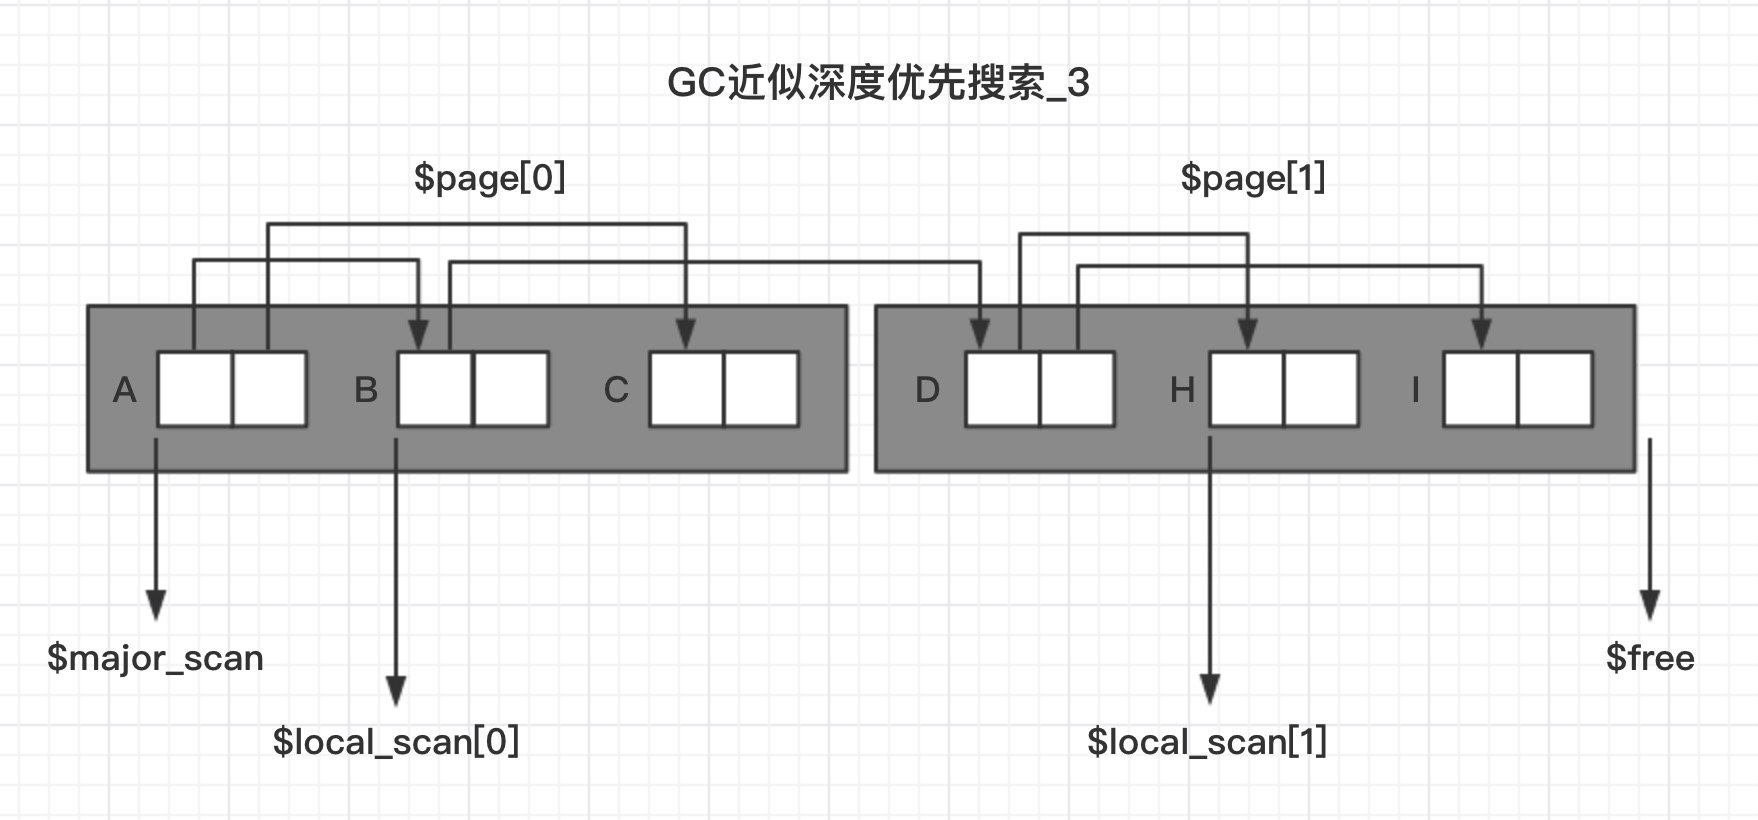 GC近似深度优先搜索_3
$page[0]
$page[1]
A
B
C
D
H
I
$major_scan
$free
$local_scan[0]
$local_scan[1]